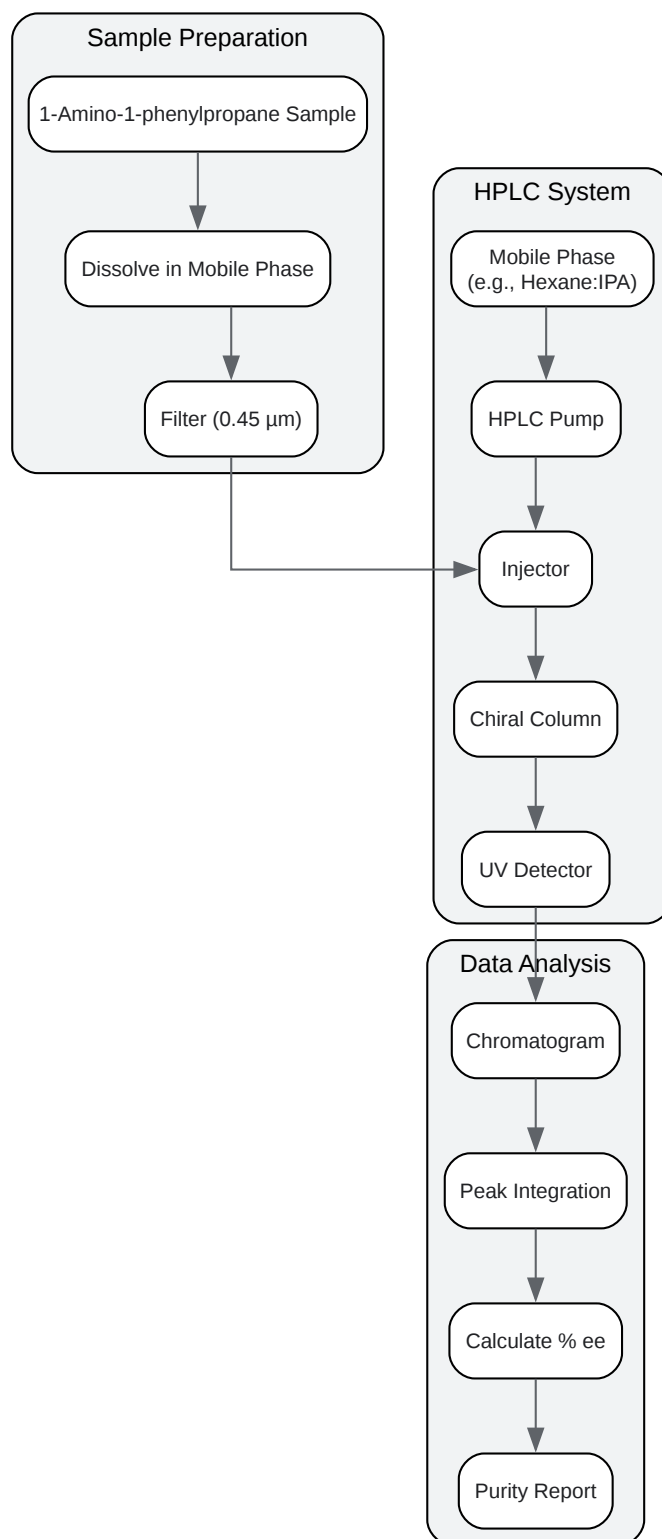 Sample Preparation
1-Amino-1-phenylpropane Sample
Dissolve in Mobile Phase
Filter (0.45 µm)
HPLC System
Mobile Phase
(e.g., Hexane:IPA)
HPLC Pump
Injector
Chiral Column
UV Detector
Data Analysis
Chromatogram
Peak Integration
Calculate % ee
Purity Report